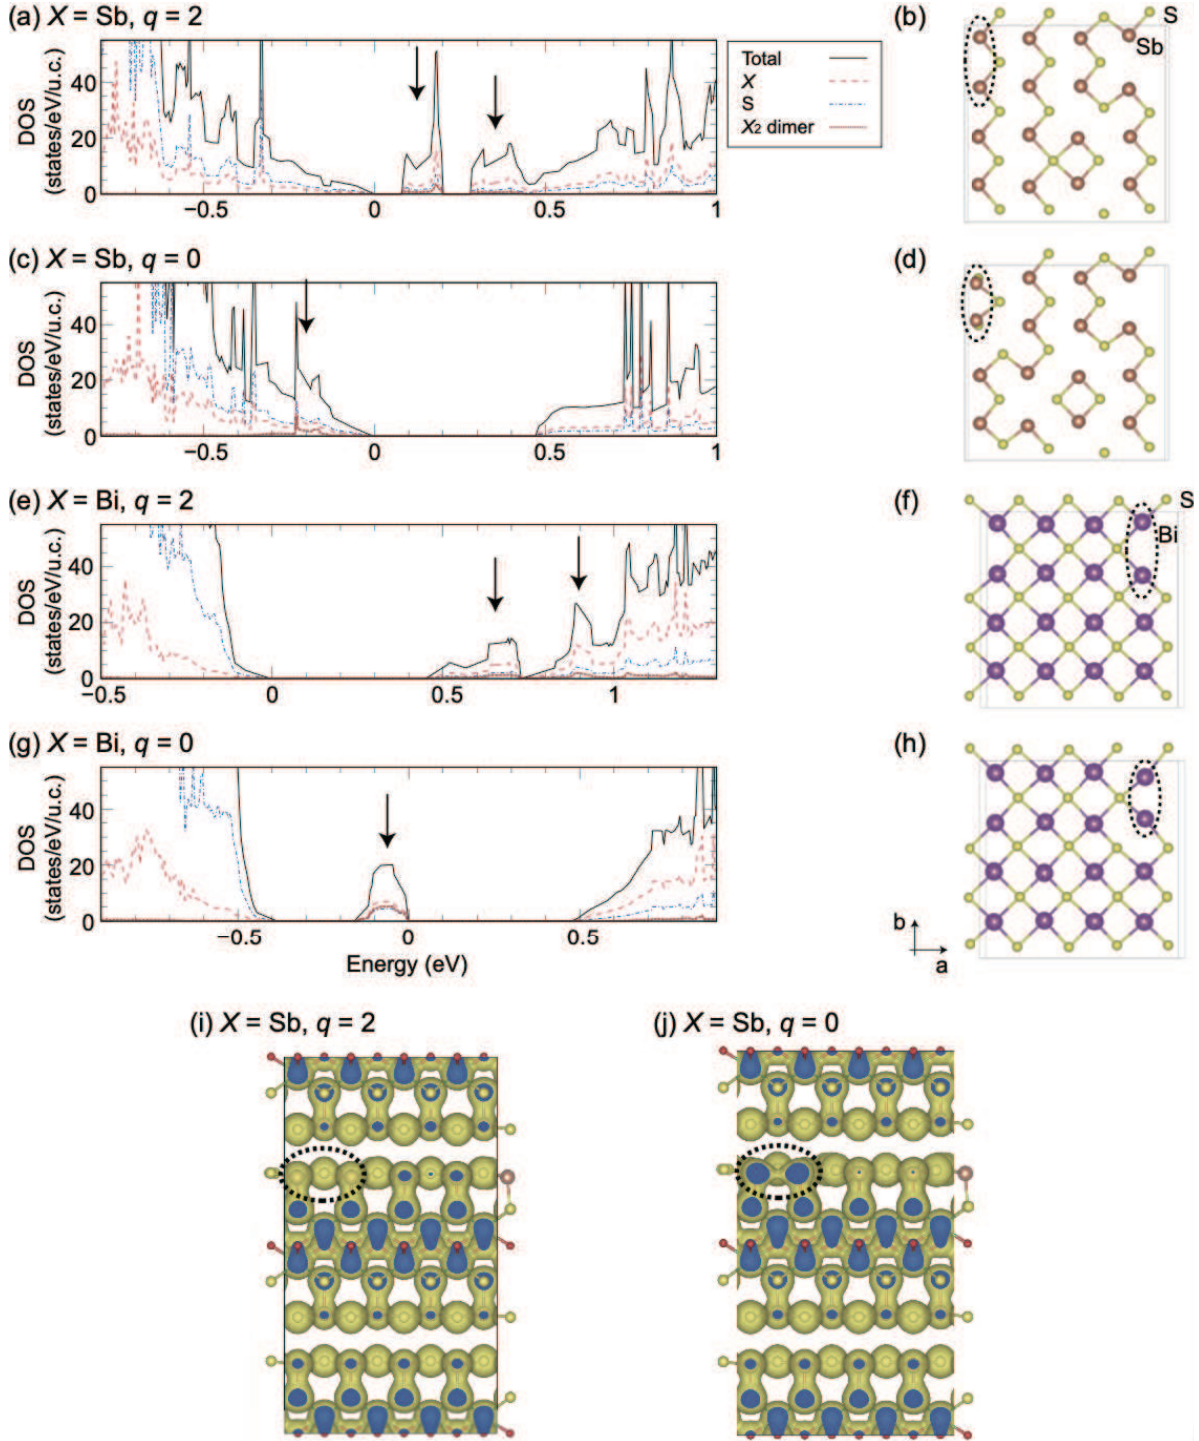 (a) X = Sb, q = 2
DOS
(states/eV/u.c.)
40
20
0
−0.5
0
0.5
1
Total
X
S
X2 dimer
(b)
S
Sb
(c) X = Sb, q = 0
DOS
(states/eV/u.c.)
40
20
0
−0.5
0
0.5
1
(d)
(e) X = Bi, q = 2
DOS
(states/eV/u.c.)
40
20
0
−0.5
0
0.5
1
(f)
S
Bi
(g) X = Bi, q = 0
DOS
(states/eV/u.c.)
40
20
0
−0.5
0
0.5
Energy (eV)
(h)
b
a
(i) X = Sb, q = 2
(j) X = Sb, q = 0